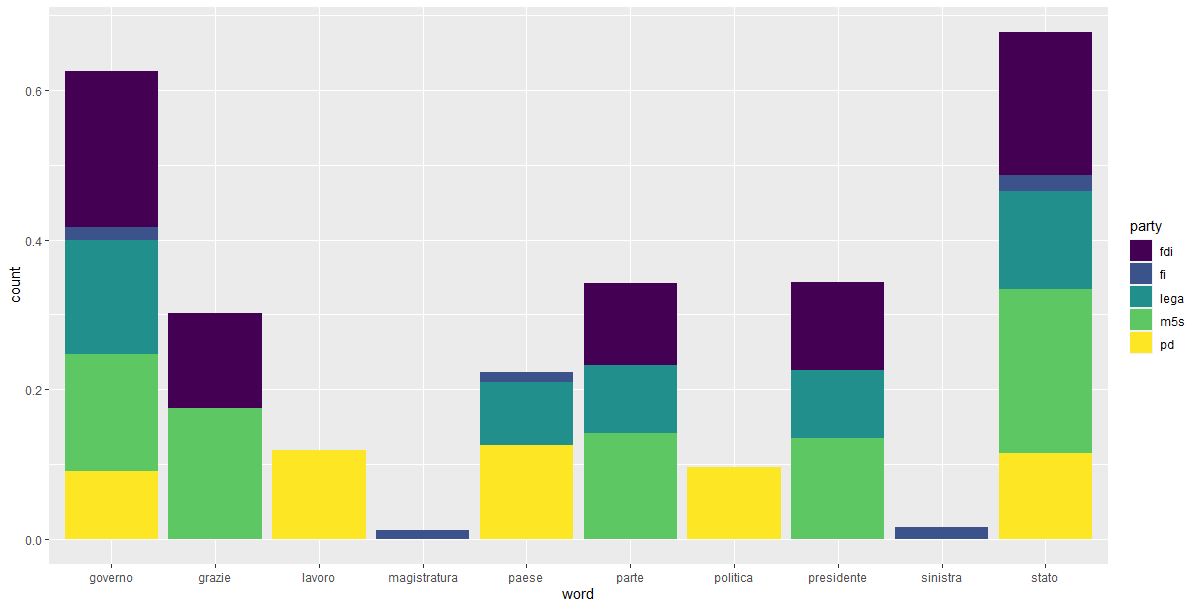 0.6
0.4
0.2
0.0
count
governo grazie lavoro magistratura paese parte politica presidente sinistra stato
word
party
fdi
fi
lega
m5s
pd